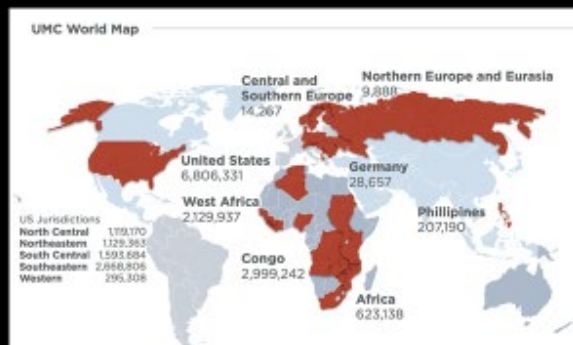 UMC World Map
Northern Europe and Eurasia
9,888
Central and
Southern Europe
14,267
United States
6,806,331
Germany
28,657
West Africa
2,129,937
Phillipines
207,190
US Jurisdictions
North Central 1,119,170
Northeastern 1,129,363
South Central 1,593,684
Southeastern 2,668,806
Western 295,308
Congo
2,999,242
Africa
623,138